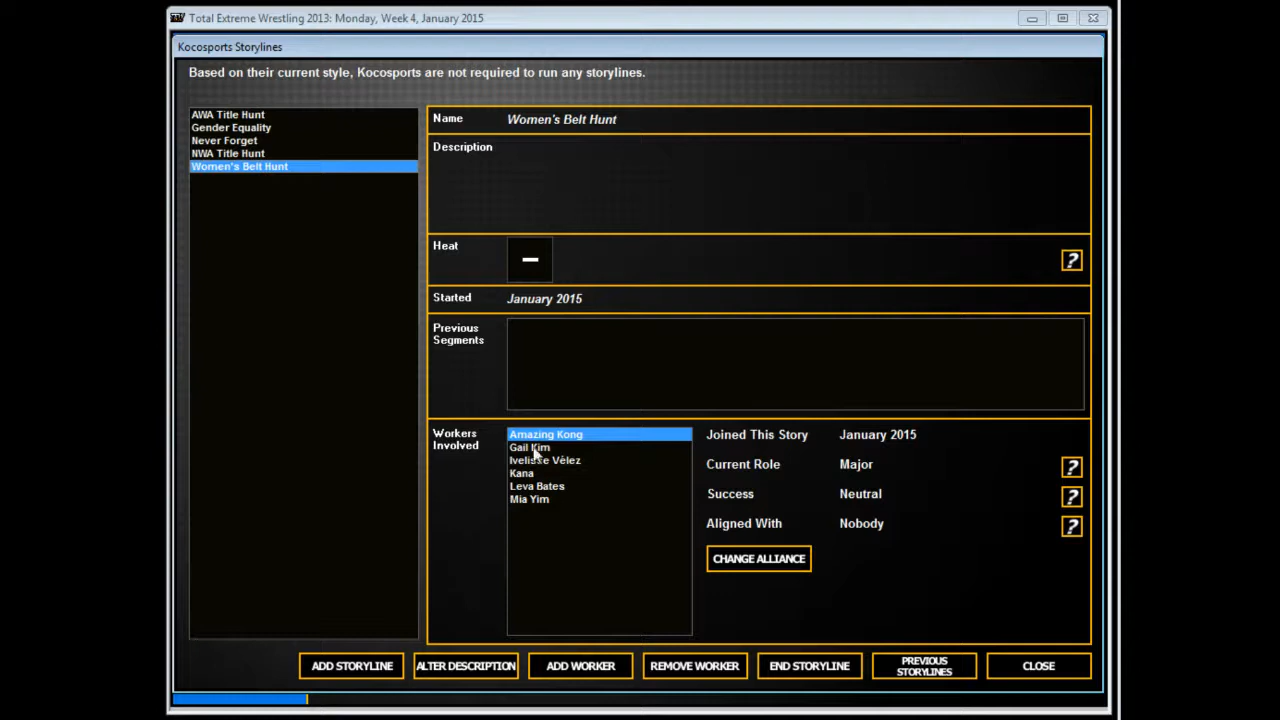 Total Extreme Wrestling 2013: Monday, Week 4, January 2015
Kocosports Storylines
Based on their current style, Kocosports are not required to run any storylines.
AWA Title Hunt
Gender Equality
Never Forget
NWA Title Hunt
Women's Belt Hunt
Name
Women's Belt Hunt
Description
Heat
–
?
Started
January 2015
Previous
Segments
Workers
Involved
Amazing Kong
Gail Kim
Ivelisse Vélez
Kana
Leva Bates
Mia Yim
Joined This Story
January 2015
Current Role
Major
?
Success
Neutral
?
Aligned With
Nobody
?
CHANGE ALLIANCE
ADD STORYLINE
ALTER DESCRIPTION
ADD WORKER
REMOVE WORKER
END STORYLINE
PREVIOUS
STORYLINES
CLOSE